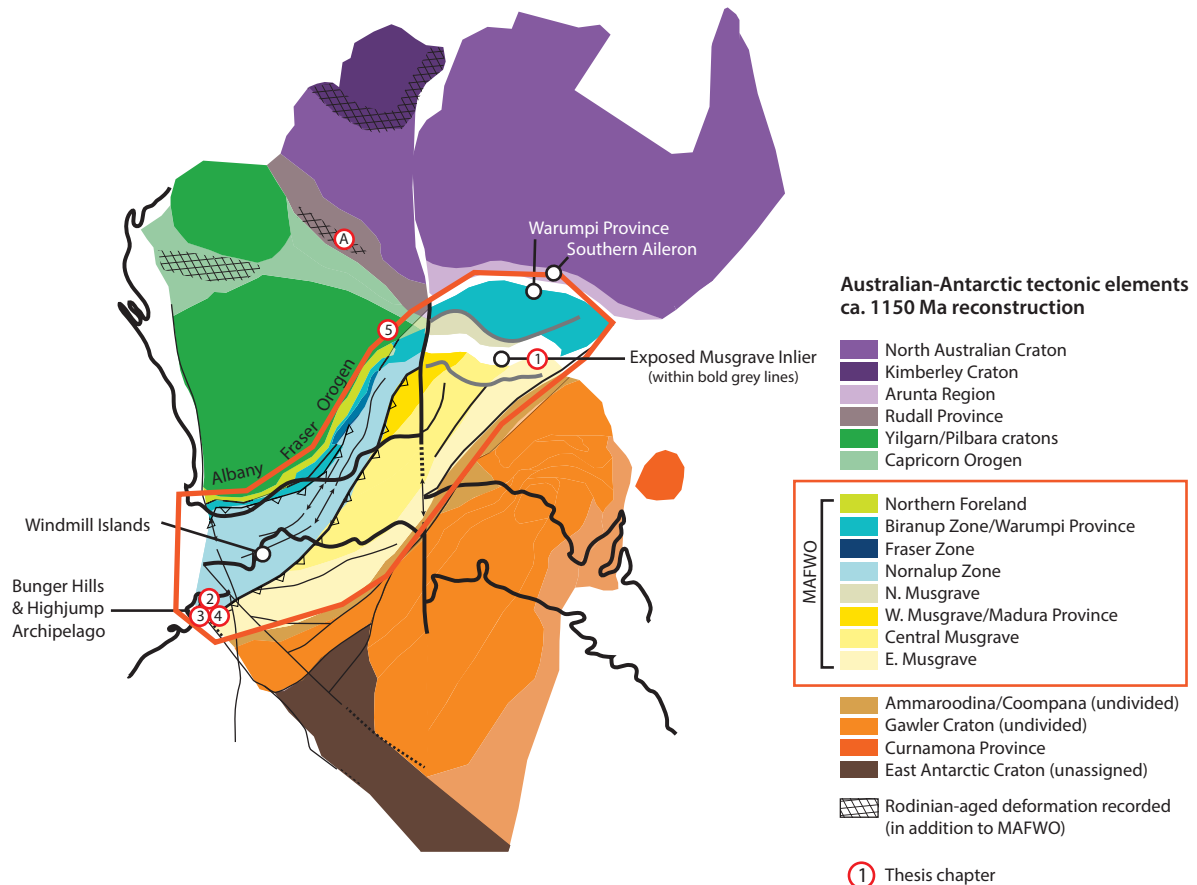 A
Warumpi Province
Southern Aileron
5
1
Exposed Musgrave Inlier
(within bold grey lines)
Albany Fraser Orogen
Windmill Islands
Bunger Hills
& Highjump
Archipelago
2
3
4
Australian-Antarctic tectonic elements
ca. 1150 Ma reconstruction
North Australian Craton
Kimberley Craton
Arunta Region
Rudall Province
Yilgarn/Pilbara cratons
Capricorn Orogen
MAFWO
Northern Foreland
Biranup Zone/Warumpi Province
Fraser Zone
Nornalup Zone
N. Musgrave
W. Musgrave/Madura Province
Central Musgrave
E. Musgrave
Ammaroodina/Coompana (undivided)
Gawler Craton (undivided)
Curnamona Province
East Antarctic Craton (unassigned)
Rodinian-aged deformation recorded
(in addition to MAFWO)
1 Thesis chapter